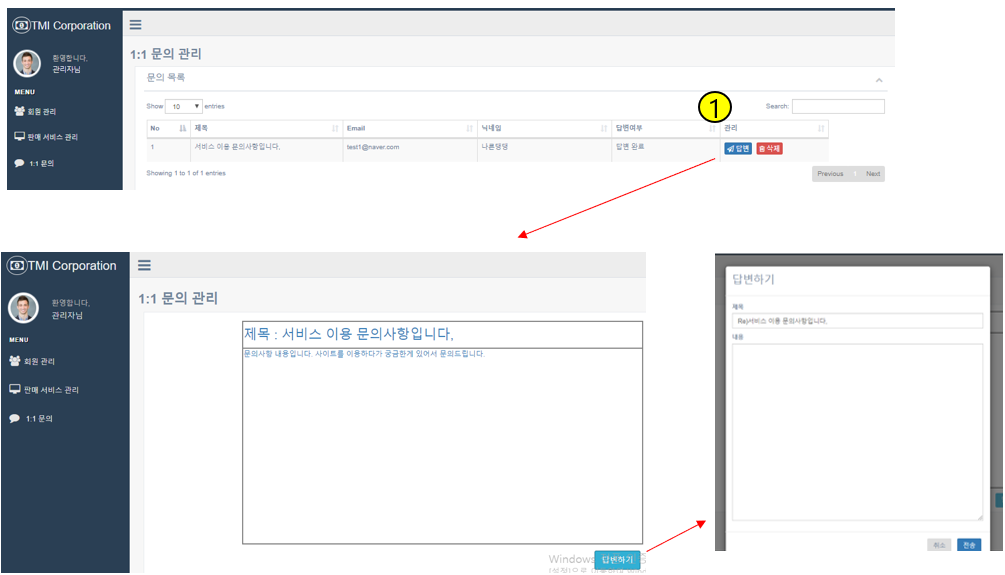 TMI Corporation
환영합니다,
관리자님
MENU
회원 관리
판매 서비스 관리
1:1 문의
1:1 문의 관리
문의 목록
Show 10 entries
Search:
1
No 제목 Email 닉네임 답변여부 관리
1 서비스 이용 문의사항입니다. test1@naver.com 나른댕댕 답변 완료 답변 삭제
Showing 1 to 1 of 1 entries
Previous 1 Next
TMI Corporation
환영합니다,
관리자님
MENU
회원 관리
판매 서비스 관리
1:1 문의
1:1 문의 관리
제목 : 서비스 이용 문의사항입니다.
문의사항 내용입니다. 사이트를 이용하다가 궁금한게 있어서 문의드립니다.
Windows
답변하기
답변하기
제목
Re)서비스 이용 문의사항입니다.
내용
취소 전송